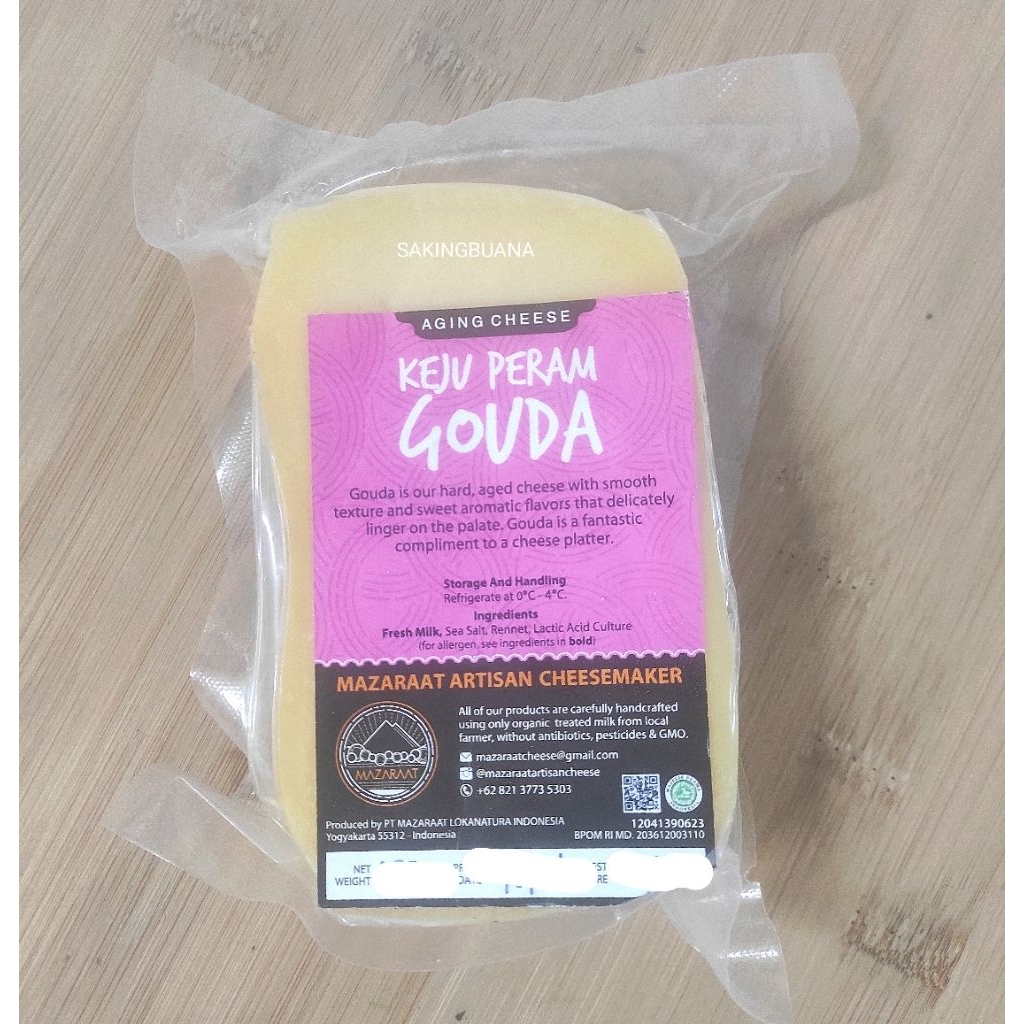 SAKINGBUANA
AGING CHEESE
KEJU PERAM
GOUDA
Gouda is our hard, aged cheese with smooth
texture and sweet aromatic flavors that delicately
linger on the palate. Gouda is a fantastic
compliment to a cheese platter.
Storage And Handling
Refrigerate at 0°C - 4°C.
Ingredients
Fresh Milk, Sea Salt, Rennet, Lactic Acid Culture
(for allergen, see ingredients in bold)
MAZARAAT ARTISAN CHEESEMAKER
All of our products are carefully handcrafted
using only organic treated milk from local
farmer, without antibiotics, pesticides & GMO.
MAZARAAT
mazaraatcheese@gmail.com
@mazaraatartisancheese
+62 821 3773 5303
Produced by PT MAZARAAT LOKANATURA INDONESIA
Yogyakarta 55312 - Indonesia
12041390623
BPOM RI MD. 203612003110
NET
WEIGHT